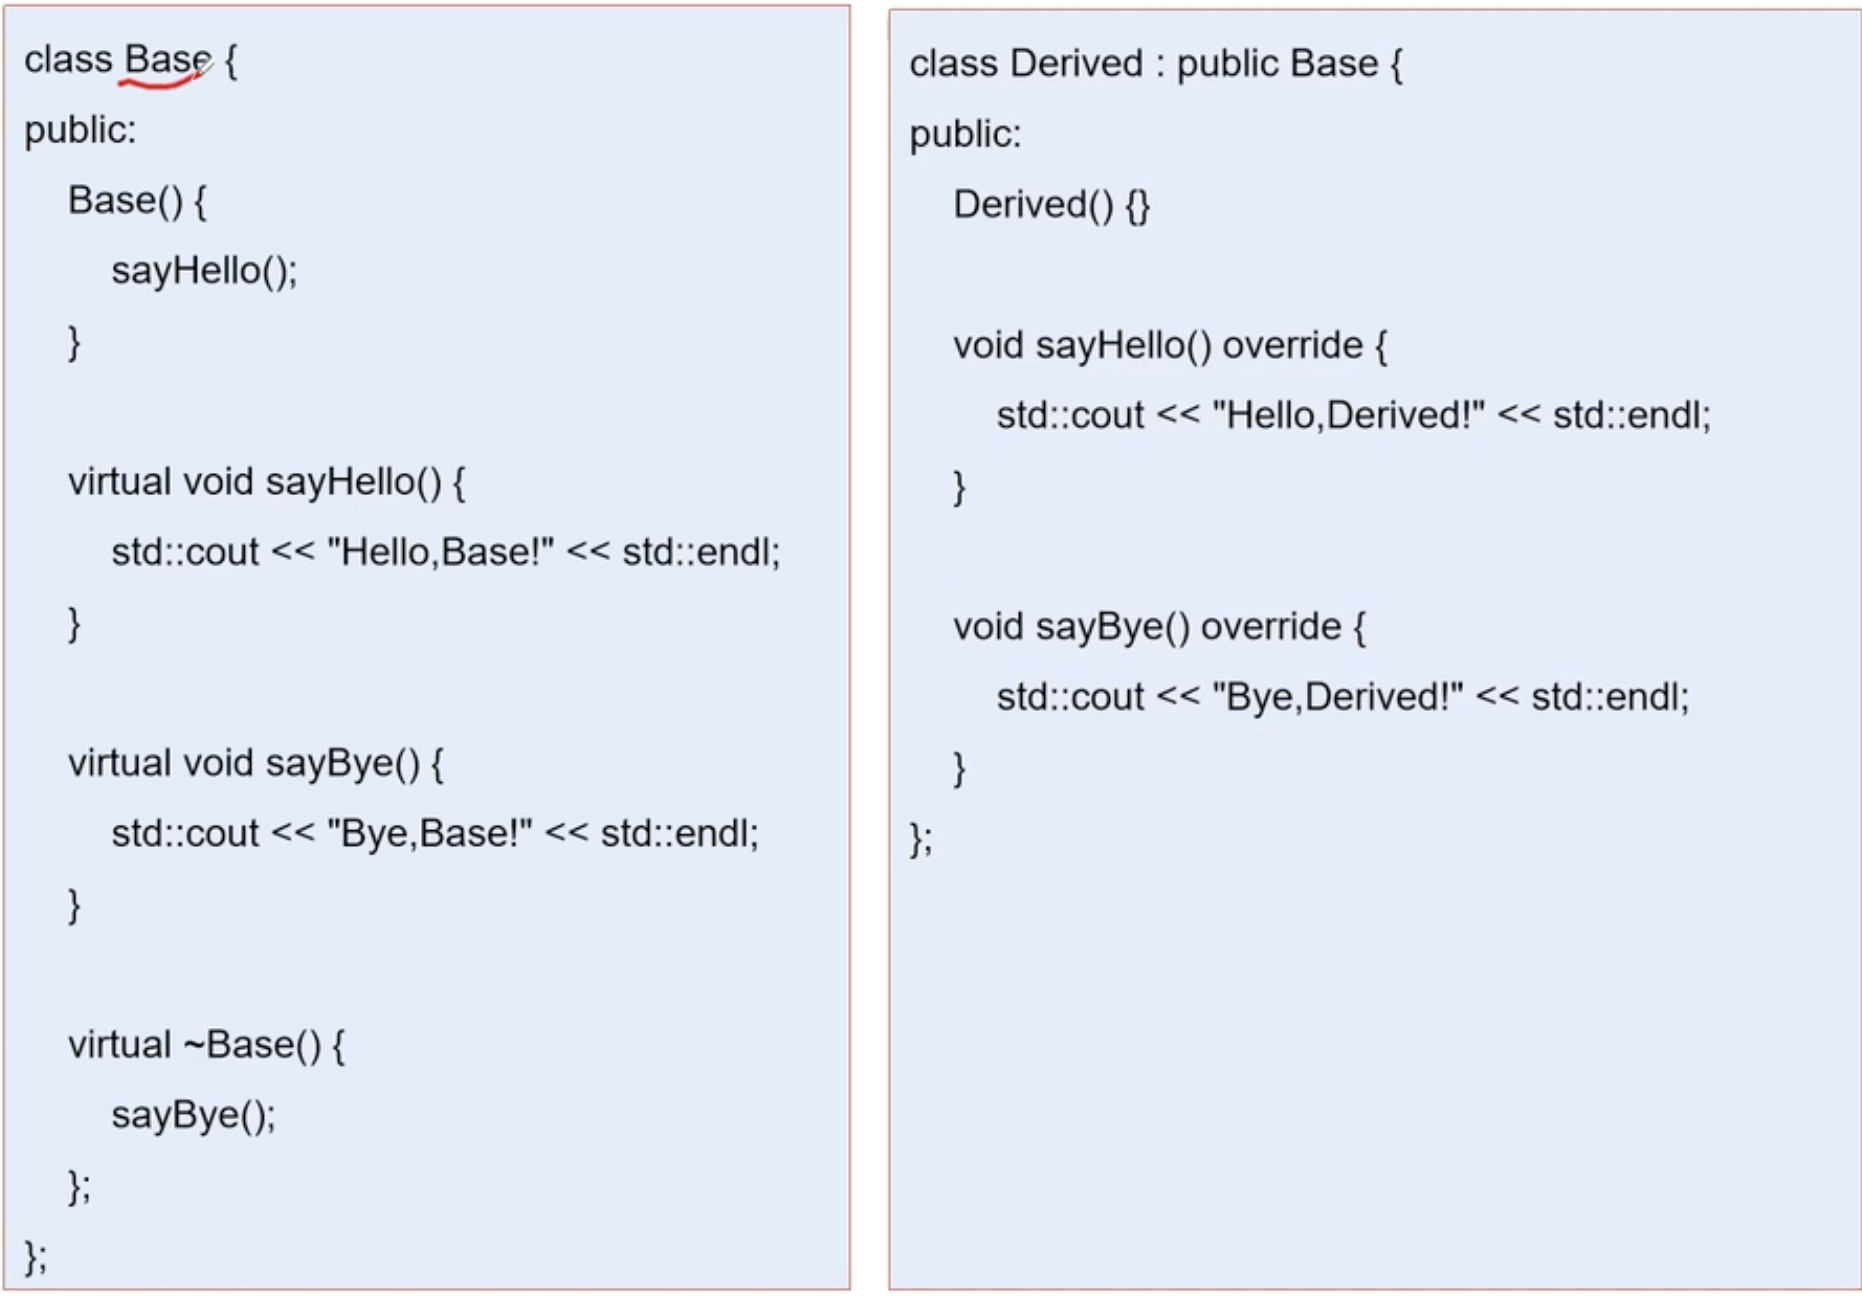 class Base {
public:
Base() {
sayHello();
}
virtual void sayHello() {
std::cout << "Hello,Base!" << std::endl;
}
virtual void sayBye() {
std::cout << "Bye,Base!" << std::endl;
}
virtual ~Base() {
sayBye();
};
};
class Derived : public Base {
public:
Derived() {}
void sayHello() override {
std::cout << "Hello,Derived!" << std::endl;
}
void sayBye() override {
std::cout << "Bye,Derived!" << std::endl;
}
};